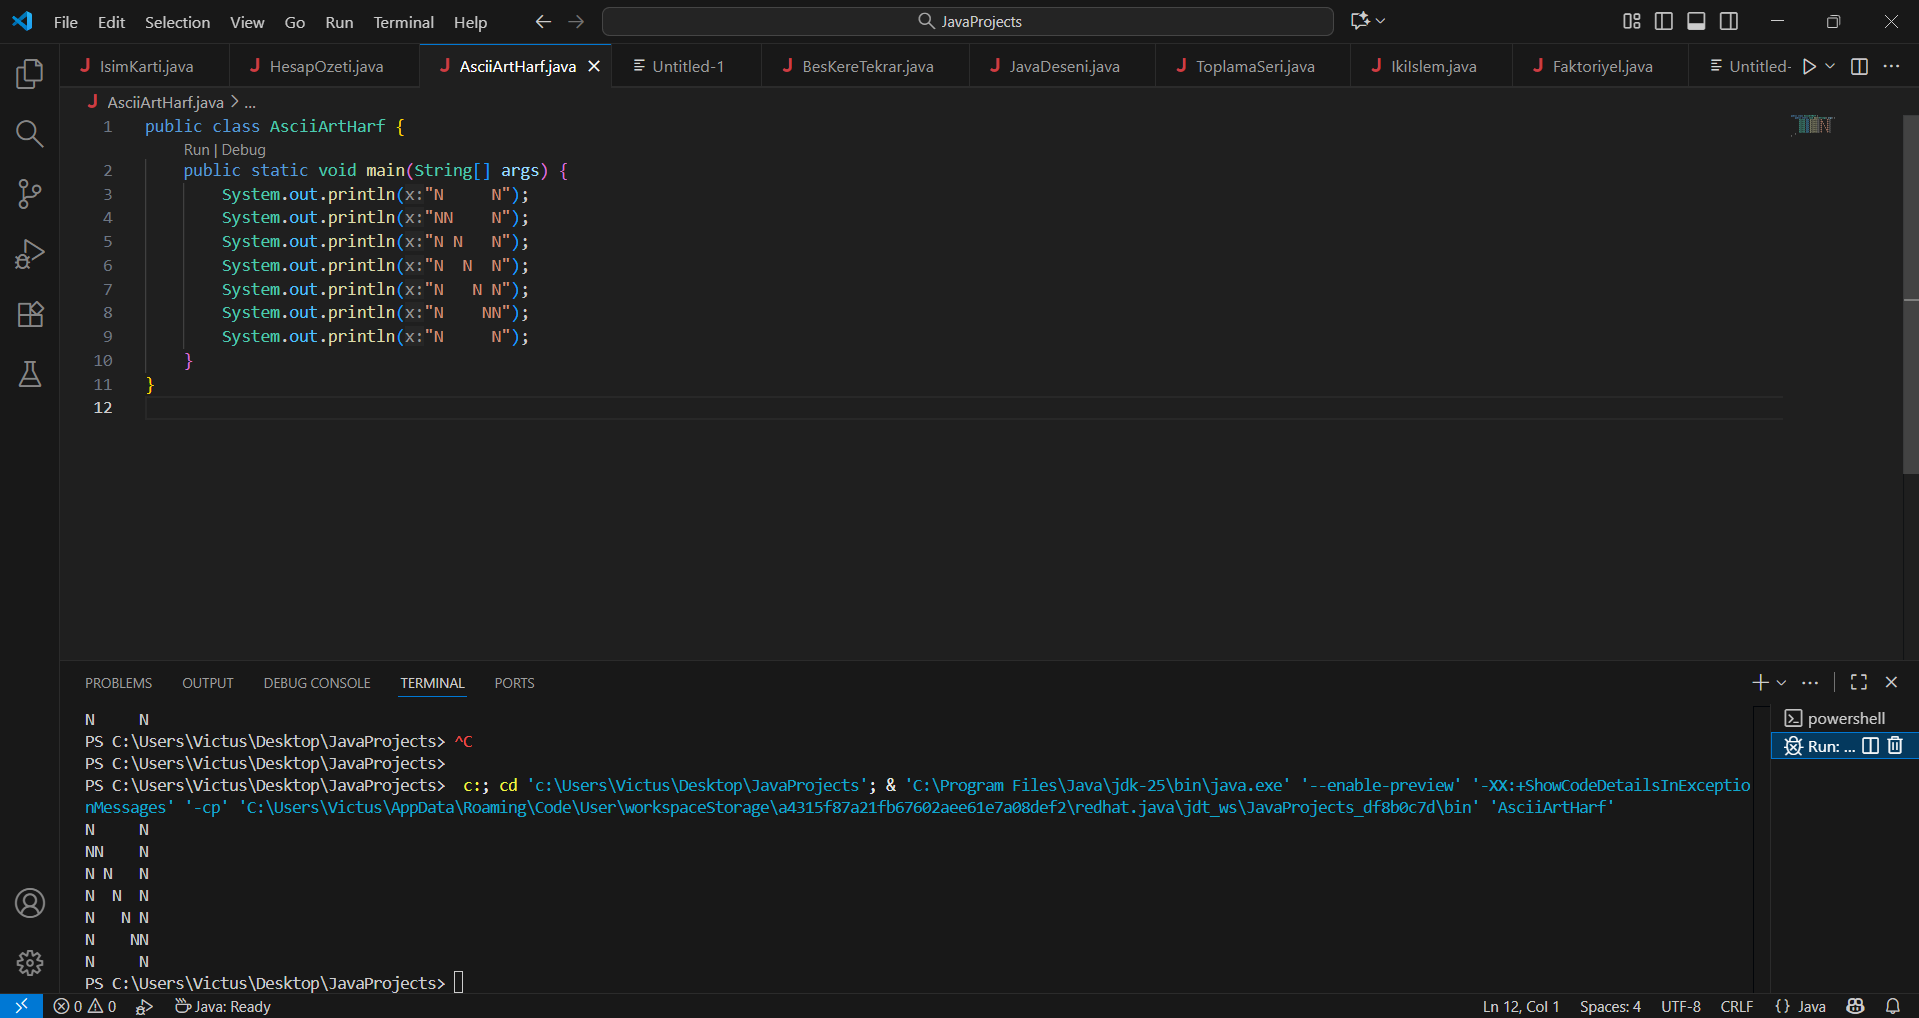 File Edit Selection View Go Run Terminal Help JavaProjects
IsimKarti.java HesapOzeti.java AsciiArtHarf.java Untitled-1 BesKereTekrar.java JavaDeseni.java ToplamaSeri.java IkiIslem.java Faktoriyel.java Untitled-
AsciiArtHarf.java > ...
1 public class AsciiArtHarf {
Run | Debug
2     public static void main(String[] args) {
3         System.out.println(x:"N     N");
4         System.out.println(x:"NN    N");
5         System.out.println(x:"N N   N");
6         System.out.println(x:"N  N  N");
7         System.out.println(x:"N   N N");
8         System.out.println(x:"N    NN");
9         System.out.println(x:"N     N");
10     }
11 }
12
PROBLEMS OUTPUT DEBUG CONSOLE TERMINAL PORTS
N     N
PS C:\Users\Victus\Desktop\JavaProjects> ^C
PS C:\Users\Victus\Desktop\JavaProjects>
PS C:\Users\Victus\Desktop\JavaProjects>  c:; cd 'c:\Users\Victus\Desktop\JavaProjects'; & 'C:\Program Files\Java\jdk-25\bin\java.exe' '--enable-preview' '-XX:+ShowCodeDetailsInExceptio
nMessages' '-cp' 'C:\Users\Victus\AppData\Roaming\Code\User\workspaceStorage\a4315f87a21fb67602aee61e7a08def2\redhat.java\jdt_ws\JavaProjects_df8b0c7d\bin' 'AsciiArtHarf'
N     N
NN    N
N N   N
N  N  N
N   N N
N    NN
N     N
PS C:\Users\Victus\Desktop\JavaProjects>
powershell
Run: ...
0 0 Java: Ready Ln 12, Col 1 Spaces: 4 UTF-8 CRLF {} Java